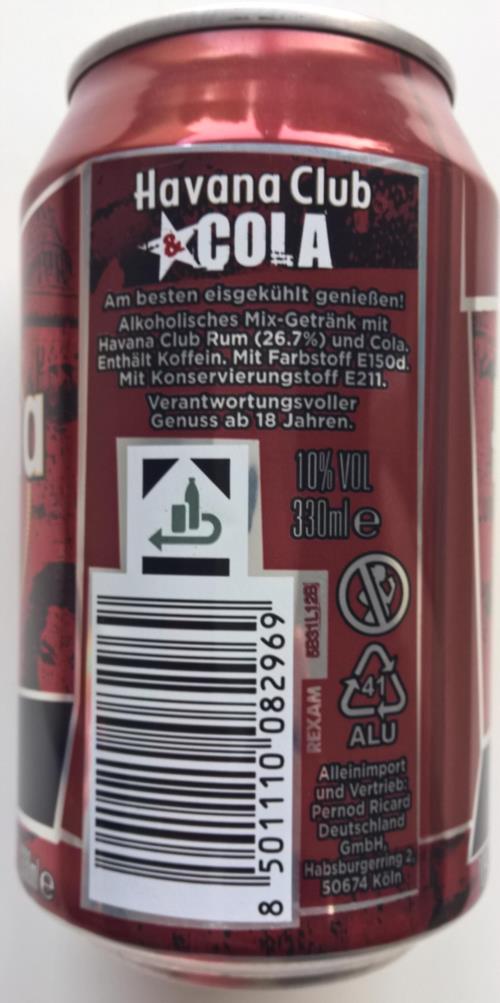 Havana Club
& COLA
Am besten eisgekühlt genießen!
Alkoholisches Mix-Getränk mit
Havana Club Rum (26.7%) und Cola.
Enthält Koffein. Mit Farbstoff E150d.
Mit Konservierungstoff E211.
Verantwortungsvoller
Genuss ab 18 Jahren.
10% VOL
330ml e
a
41
ALU
REXAM
8 501110 082969
Alleinimport
und Vertrieb:
Pernod Ricard
Deutschland
GmbH,
Habsburgerring 2,
50674 Köln
e